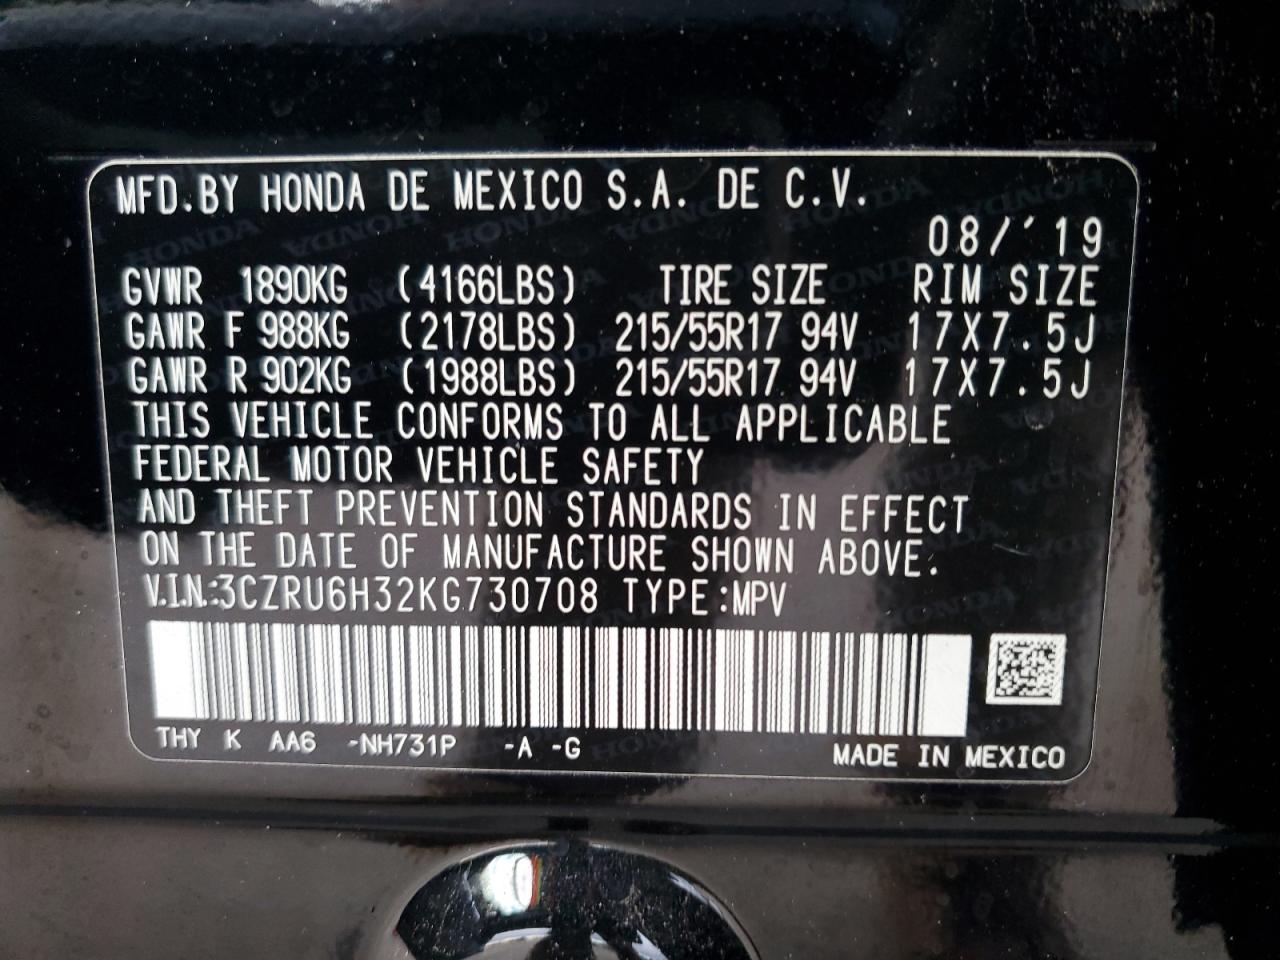 MFD.BY HONDA DE MEXICO S.A. DE C.V.
08/'19
GVWR 1890KG (4166LBS) TIRE SIZE RIM SIZE
GAWR F 988KG (2178LBS) 215/55R17 94V 17X7.5J
GAWR R 902KG (1988LBS) 215/55R17 94V 17X7.5J
THIS VEHICLE CONFORMS TO ALL APPLICABLE
FEDERAL MOTOR VEHICLE SAFETY
AND THEFT PREVENTION STANDARDS IN EFFECT
ON THE DATE OF MANUFACTURE SHOWN ABOVE.
V.I.N.:3CZRU6H32KG730708 TYPE:MPV
THY K AA6 -NH731P -A -G
MADE IN MEXICO